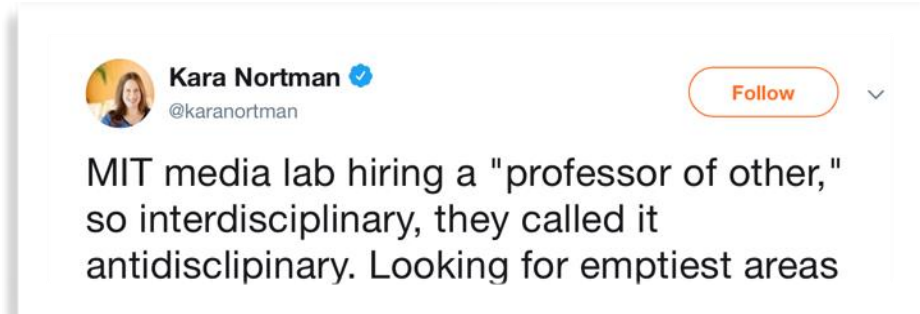 Kara Nortman
@karanortman
Follow
MIT media lab hiring a "professor of other,"
so interdisciplinary, they called it
antidisclipinary. Looking for emptiest areas